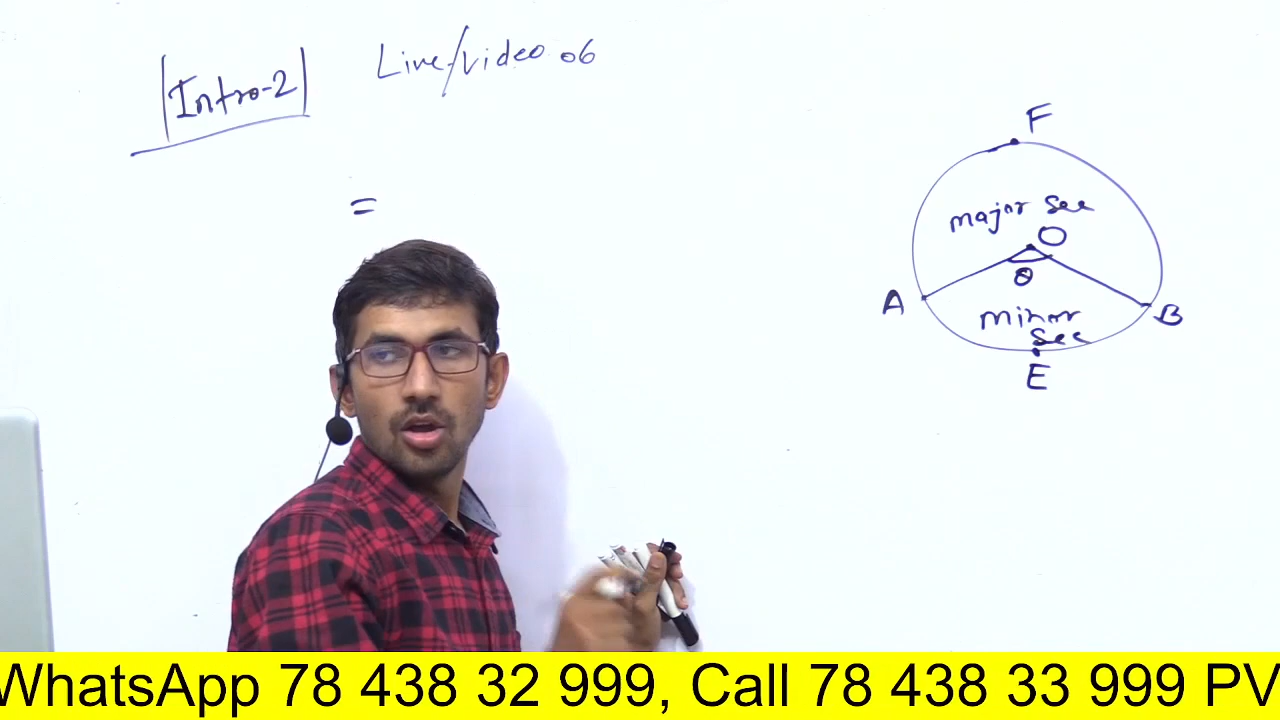 Intro-2
Live/video 06
=
F
major sec
O
θ
A
B
minor
sec
E
WhatsApp 78 438 32 999, Call 78 438 33 999 PV